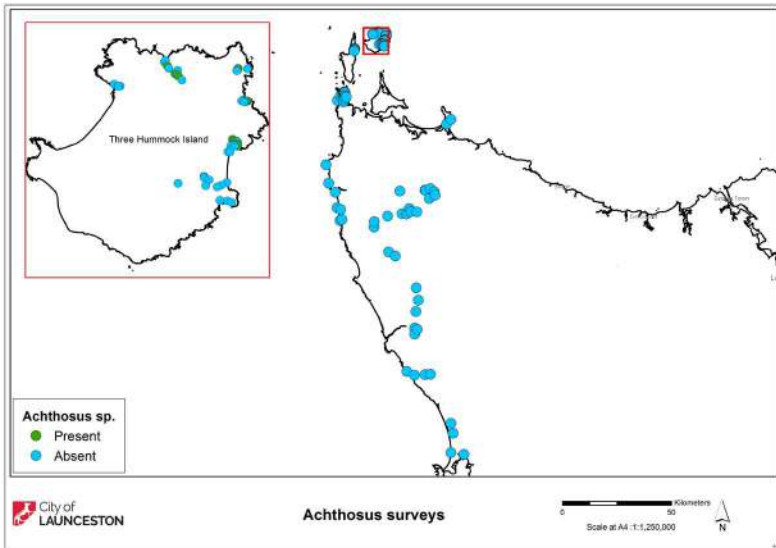 Three Hummock Island
Achthosus sp.
Present
Absent
City of
LAUNCESTON
Achthosus surveys
Kilometers
0
50
Scale at A4 :1:1,250,000
N